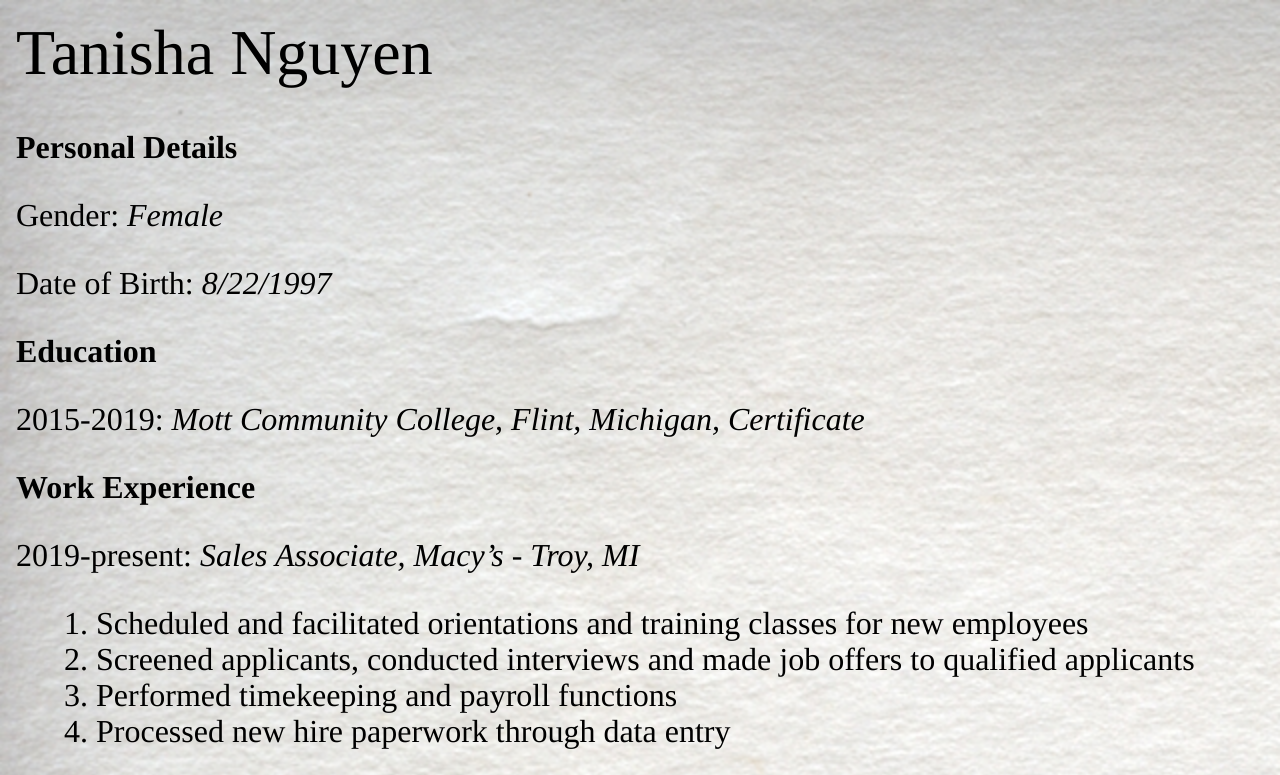 Tanisha Nguyen
Personal Details
Gender: Female
Date of Birth: 8/22/1997
Education
2015-2019: Mott Community College, Flint, Michigan, Certificate
Work Experience
2019-present: Sales Associate, Macy’s - Troy, MI
1. Scheduled and facilitated orientations and training classes for new employees
2. Screened applicants, conducted interviews and made job offers to qualified applicants
3. Performed timekeeping and payroll functions
4. Processed new hire paperwork through data entry